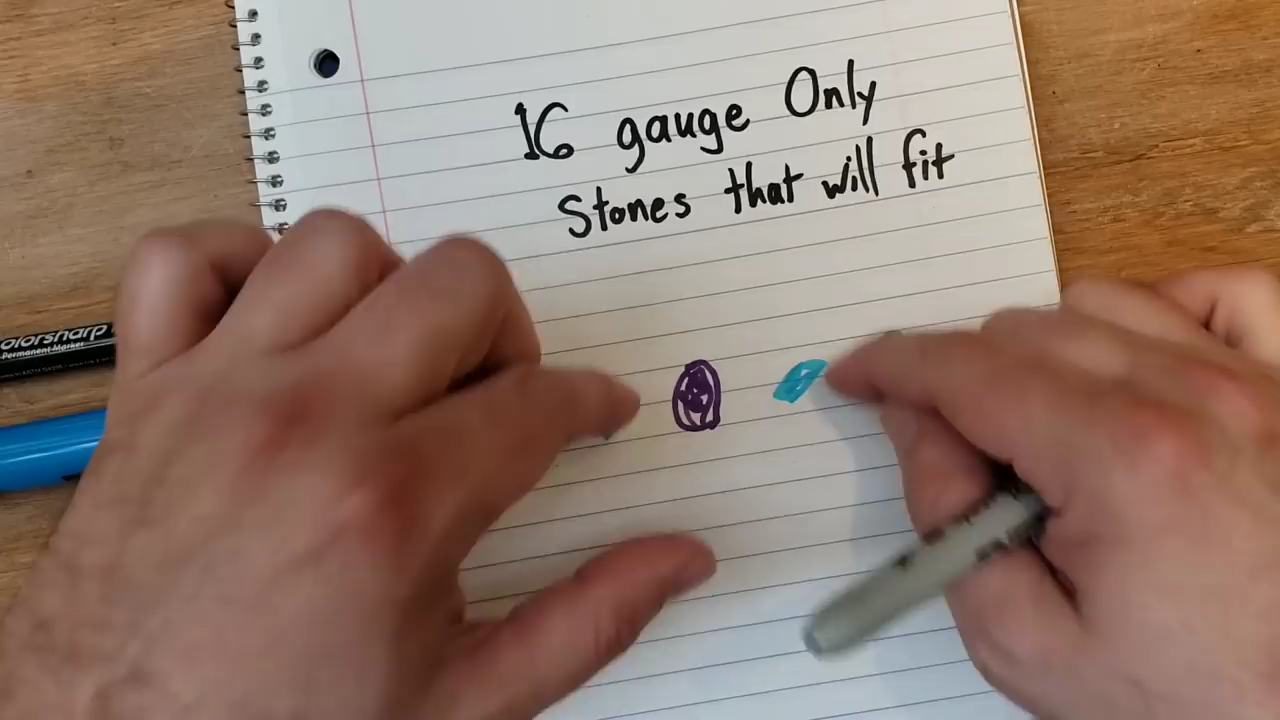 16 gauge Only
Stones that will fit
olorsharp
Permanent Marker